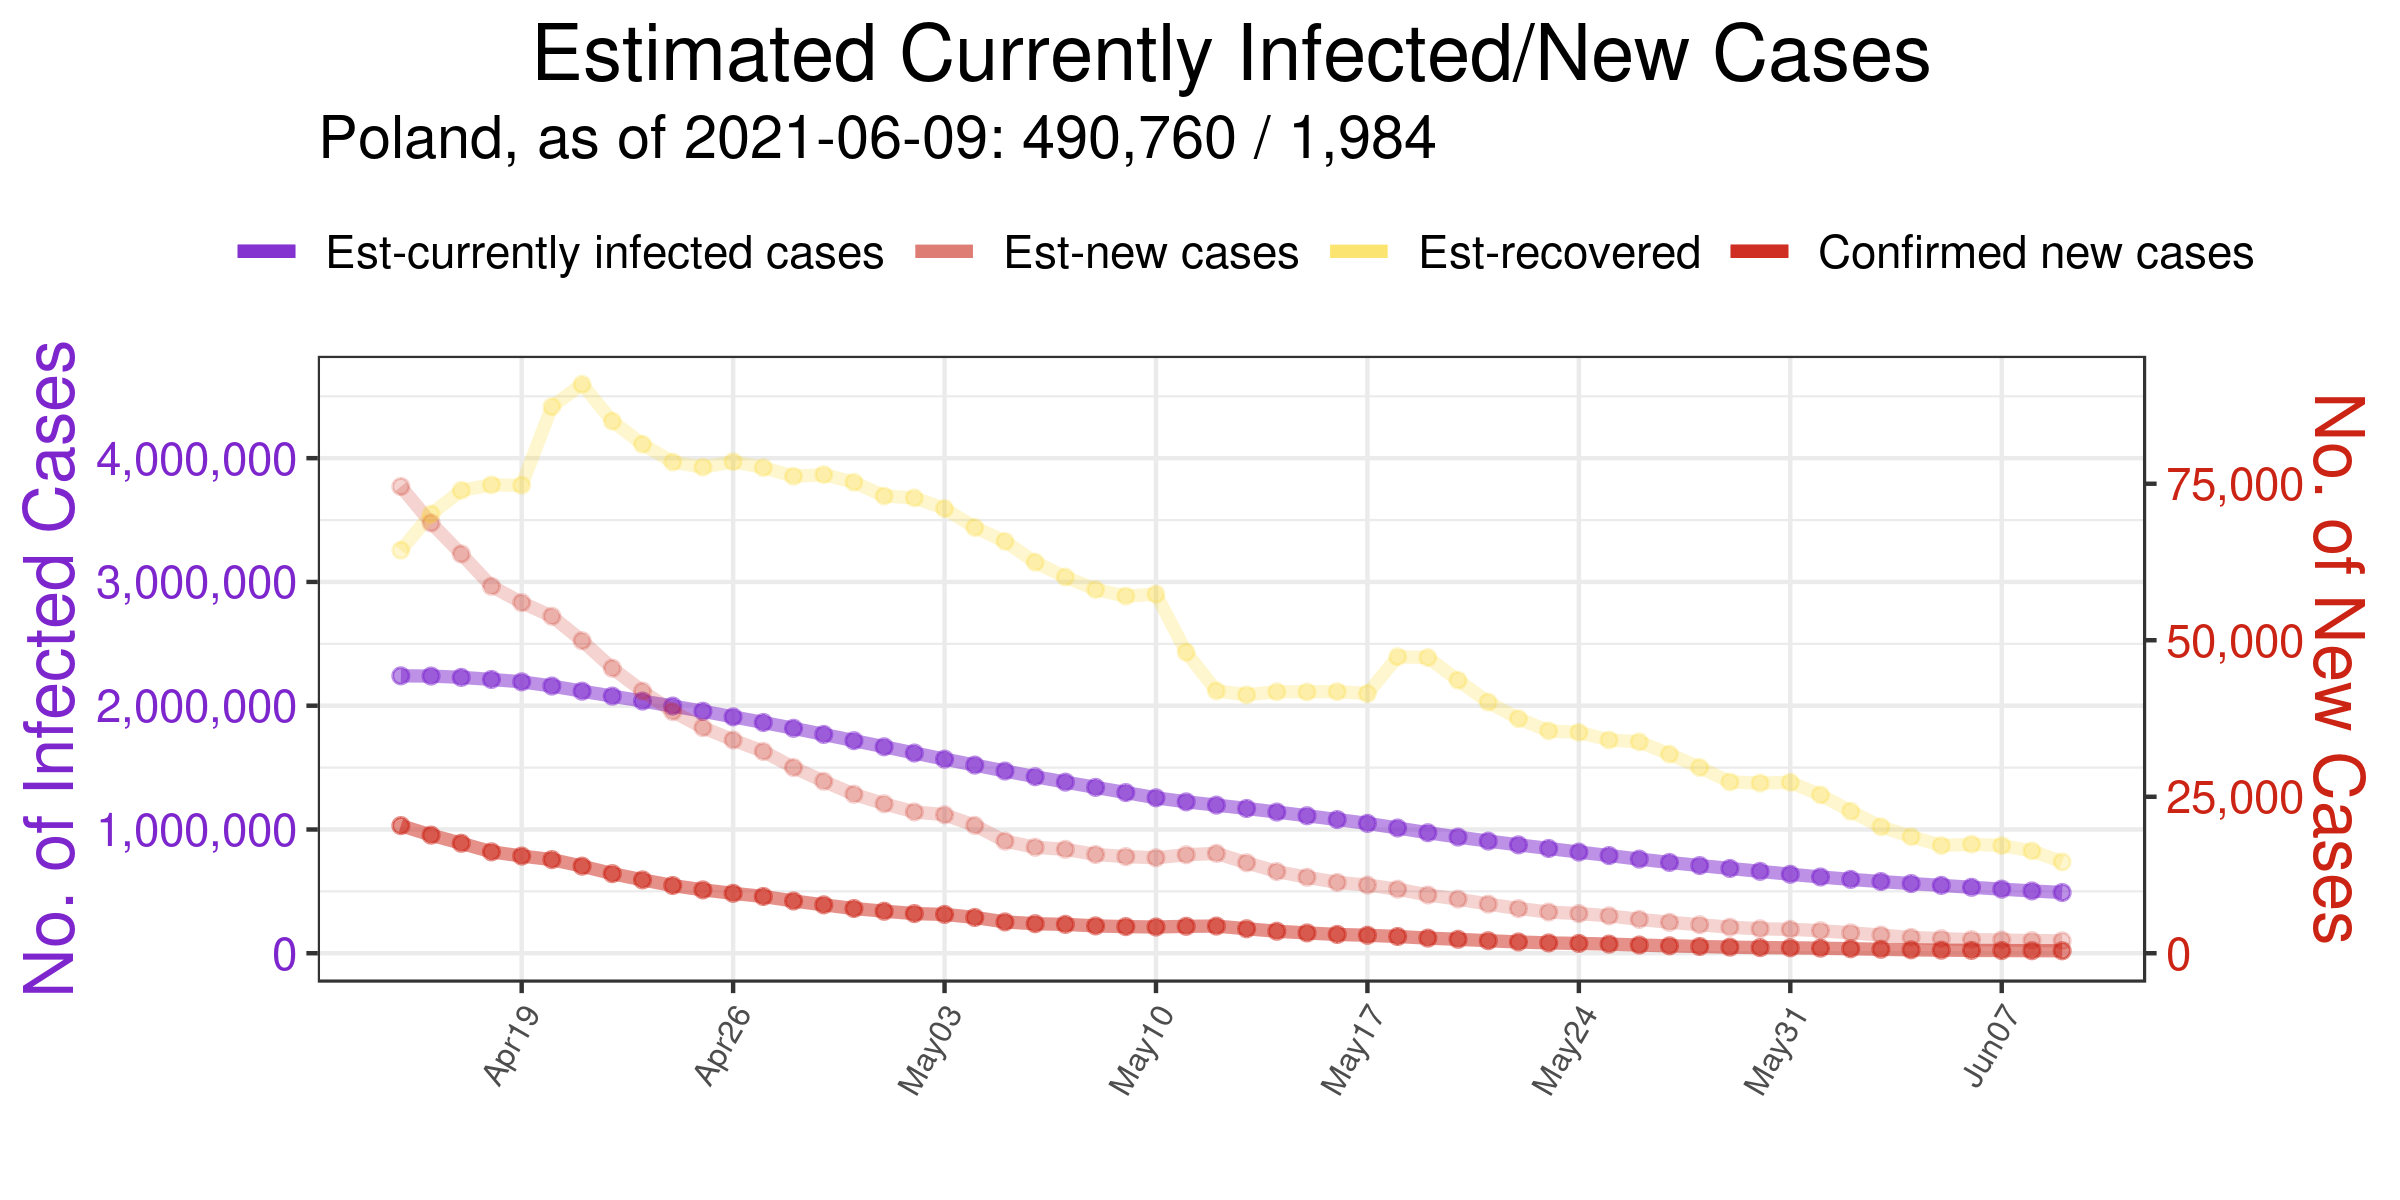 Estimated Currently Infected/New Cases
Poland, as of 2021-06-09: 490,760 / 1,984
Est-currently infected cases Est-new cases Est-recovered Confirmed new cases
No. of Infected Cases
4,000,000
3,000,000
2,000,000
1,000,000
0
No. of New Cases
75,000
50,000
25,000
0
Apr19 Apr26 May03 May10 May17 May24 May31 Jun07